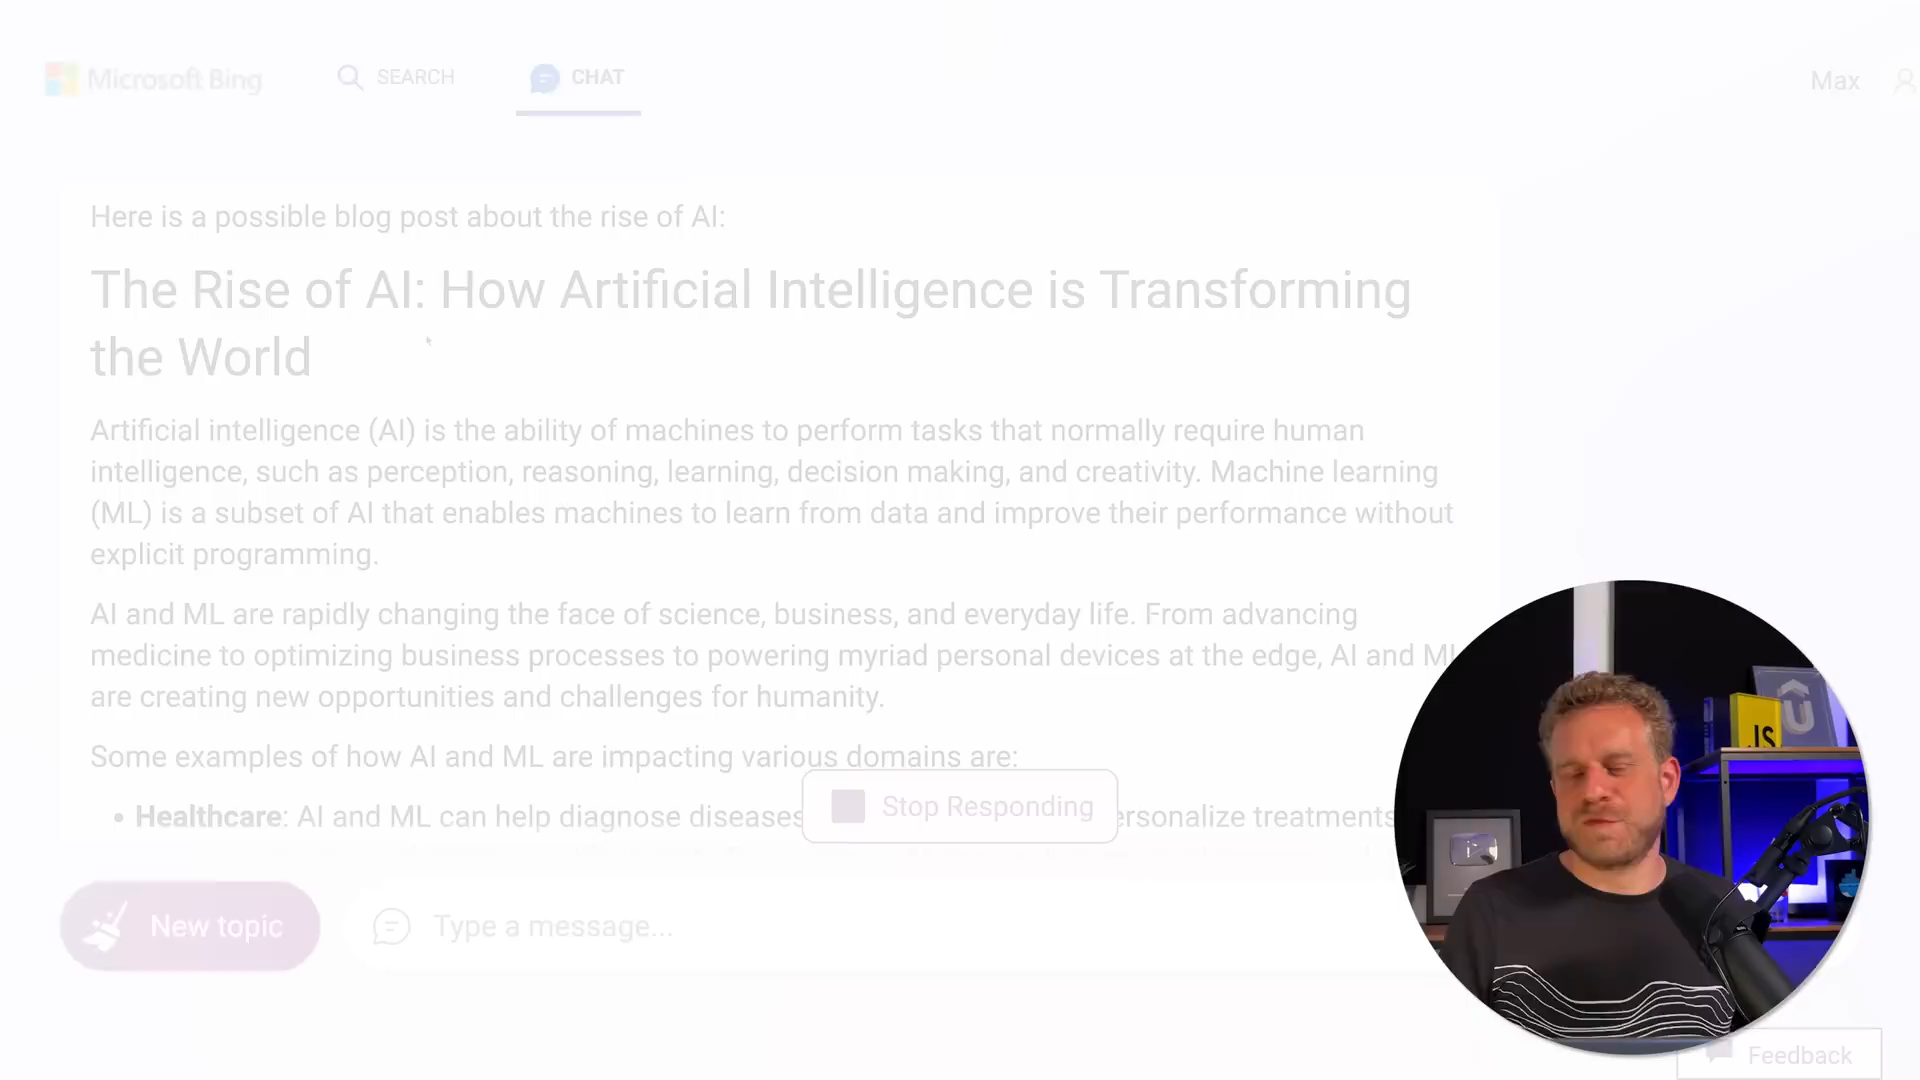 Microsoft Bing
SEARCH
CHAT
Max
Here is a possible blog post about the rise of AI:
The Rise of AI: How Artificial Intelligence is Transforming
the World
Artificial intelligence (AI) is the ability of machines to perform tasks that normally require human
intelligence, such as perception, reasoning, learning, decision making, and creativity. Machine learning
(ML) is a subset of AI that enables machines to learn from data and improve their performance without
explicit programming.
AI and ML are rapidly changing the face of science, business, and everyday life. From advancing
medicine to optimizing business processes to powering myriad personal devices at the edge, AI and ML
are creating new opportunities and challenges for humanity.
Some examples of how AI and ML are impacting various domains are:
• Healthcare: AI and ML can help diagnose diseases
ersonalize treatments
Stop Responding
New topic
Type a message...
JS
U
Feedback